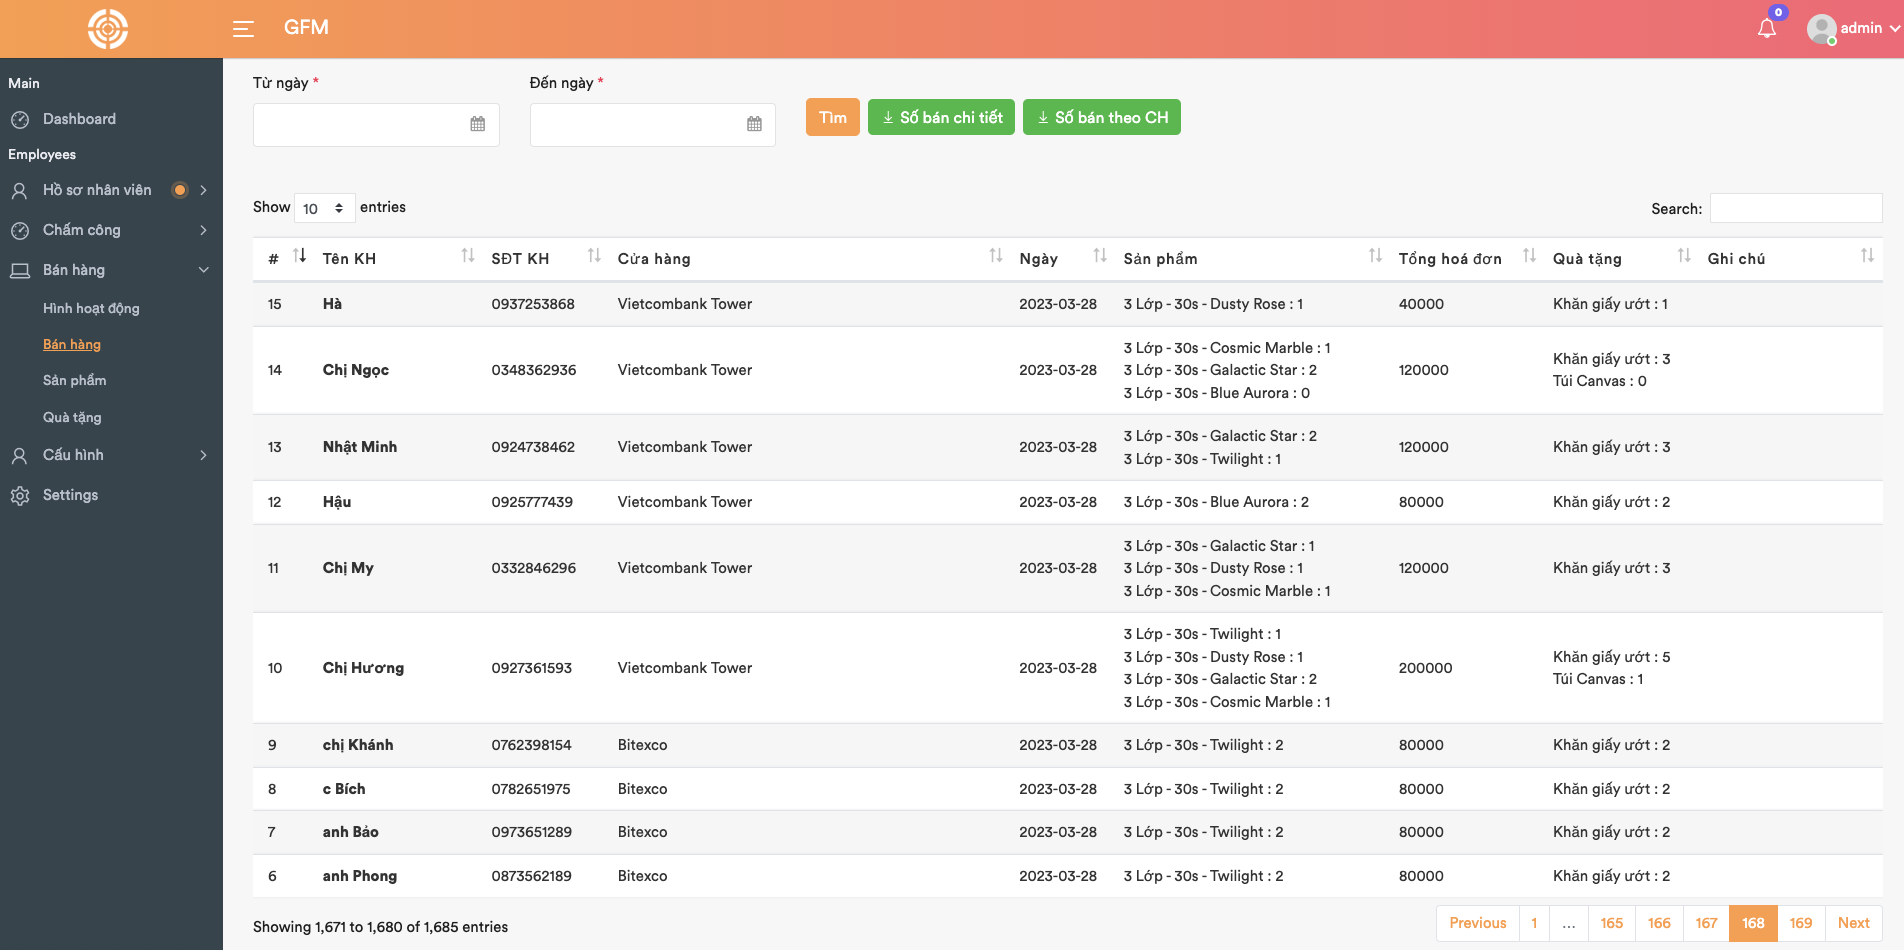 GFM
0
admin
Main
Dashboard
Employees
Hồ sơ nhân viên
Chấm công
Bán hàng
Hình hoạt động
Bán hàng
Sản phẩm
Quà tặng
Cấu hình
Settings
Từ ngày *
Đến ngày *
Tìm
Số bán chi tiết
Số bán theo CH
Show 10 entries
Search:
# Tên KH SĐT KH Cửa hàng Ngày Sản phẩm Tổng hoá đơn Quà tặng Ghi chú
15 Hà 0937253868 Vietcombank Tower 2023-03-28 3 Lớp - 30s - Dusty Rose : 1 40000 Khăn giấy ướt : 1
14 Chị Ngọc 0348362936 Vietcombank Tower 2023-03-28
3 Lớp - 30s - Cosmic Marble : 1
3 Lớp - 30s - Galactic Star : 2
3 Lớp - 30s - Blue Aurora : 0
120000
Khăn giấy ướt : 3
Túi Canvas : 0
13 Nhật Minh 0924738462 Vietcombank Tower 2023-03-28
3 Lớp - 30s - Galactic Star : 2
3 Lớp - 30s - Twilight : 1
120000
Khăn giấy ướt : 3
12 Hậu 0925777439 Vietcombank Tower 2023-03-28 3 Lớp - 30s - Blue Aurora : 2 80000 Khăn giấy ướt : 2
11 Chị My 0332846296 Vietcombank Tower 2023-03-28
3 Lớp - 30s - Galactic Star : 1
3 Lớp - 30s - Dusty Rose : 1
3 Lớp - 30s - Cosmic Marble : 1
120000
Khăn giấy ướt : 3
10 Chị Hương 0927361593 Vietcombank Tower 2023-03-28
3 Lớp - 30s - Twilight : 1
3 Lớp - 30s - Dusty Rose : 1
3 Lớp - 30s - Galactic Star : 2
3 Lớp - 30s - Cosmic Marble : 1
200000
Khăn giấy ướt : 5
Túi Canvas : 1
9 chị Khánh 0762398154 Bitexco 2023-03-28 3 Lớp - 30s - Twilight : 2 80000 Khăn giấy ướt : 2
8 c Bích 0782651975 Bitexco 2023-03-28 3 Lớp - 30s - Twilight : 2 80000 Khăn giấy ướt : 2
7 anh Bảo 0973651289 Bitexco 2023-03-28 3 Lớp - 30s - Twilight : 2 80000 Khăn giấy ướt : 2
6 anh Phong 0873562189 Bitexco 2023-03-28 3 Lớp - 30s - Twilight : 2 80000 Khăn giấy ướt : 2
Showing 1,671 to 1,680 of 1,685 entries
Previous 1 ... 165 166 167 168 169 Next